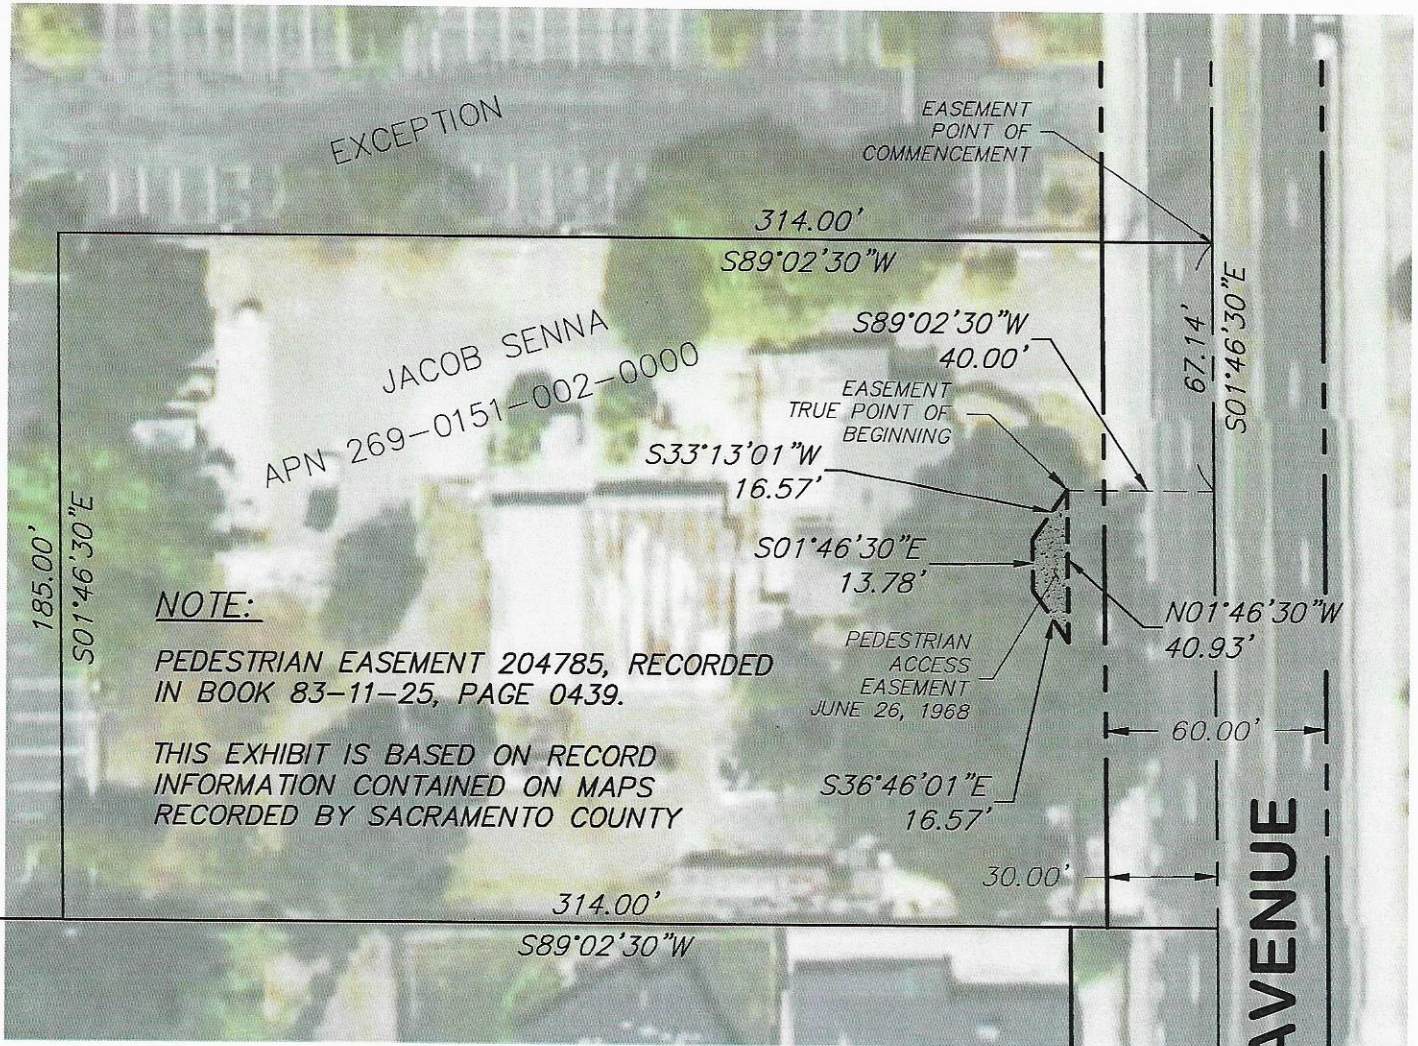 EXCEPTION
EASEMENT
POINT OF
COMMENCEMENT
314.00'
S89°02'30"W
JACOB SENNA
APN 269-0151-002-0000
S89°02'30"W
40.00'
67.14'
S01°46'30"E
EASEMENT
TRUE POINT OF
BEGINNING
S33°13'01"W
16.57'
S01°46'30"E
13.78'
185.00'
S01°46'30"E
N01°46'30"W
40.93'
PEDESTRIAN
ACCESS
EASEMENT
JUNE 26, 1968
NOTE:
PEDESTRIAN EASEMENT 204785, RECORDED
IN BOOK 83-11-25, PAGE 0439.
THIS EXHIBIT IS BASED ON RECORD
INFORMATION CONTAINED ON MAPS
RECORDED BY SACRAMENTO COUNTY
60.00'
S36°46'01"E
16.57'
30.00'
314.00'
S89°02'30"W
AVENUE